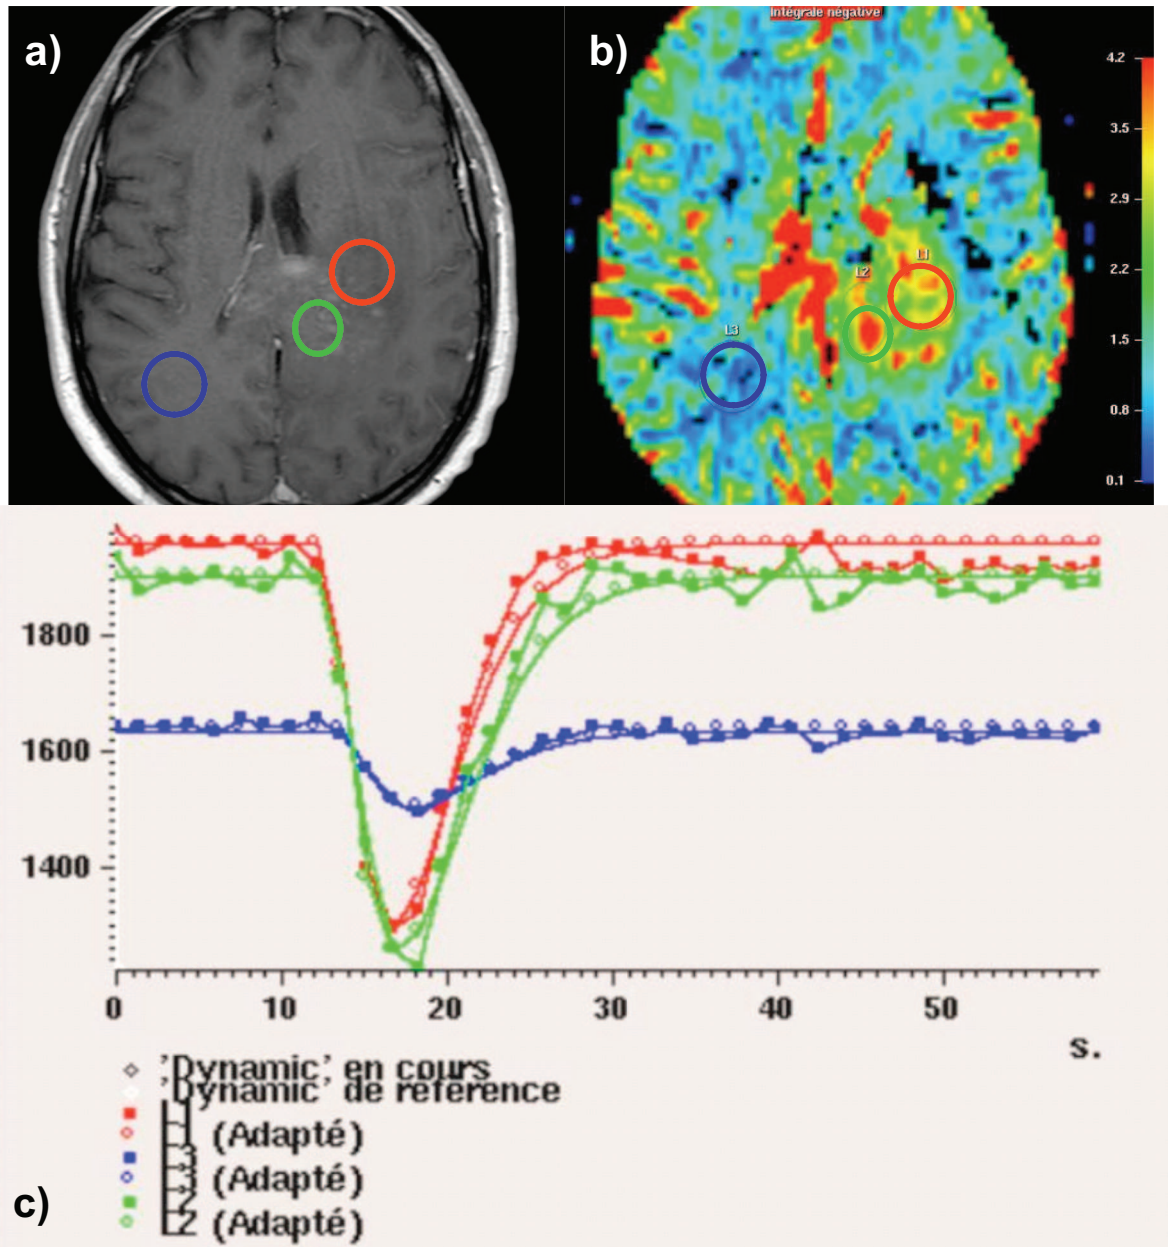 a)
b)
Intégrale négative
4.2
3.5
2.9
2.2
1.5
0.8
0.1
L1
L2
L3
1800
1600
1400
0 10 20 30 40 50
s.
'Dynamic' en cours
'Dynamic' de référence
L1
L1 (Adapté)
L3
L3 (Adapté)
L2
L2 (Adapté)
c)